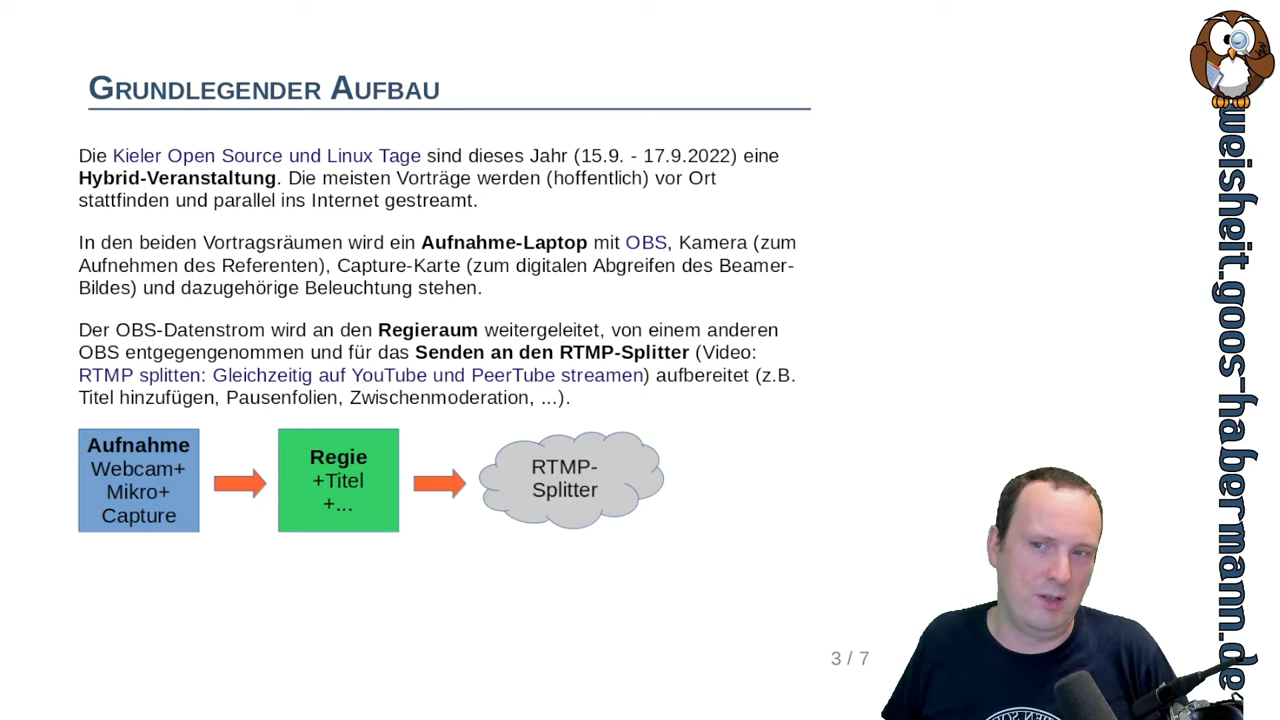 GRUNDLEGENDER AUFBAU
Die Kieler Open Source und Linux Tage sind dieses Jahr (15.9. - 17.9.2022) eine
Hybrid-Veranstaltung. Die meisten Vorträge werden (hoffentlich) vor Ort
stattfinden und parallel ins Internet gestreamt.
In den beiden Vortragsräumen wird ein Aufnahme-Laptop mit OBS, Kamera (zum
Aufnehmen des Referenten), Capture-Karte (zum digitalen Abgreifen des Beamer-
Bildes) und dazugehörige Beleuchtung stehen.
Der OBS-Datenstrom wird an den Regieraum weitergeleitet, von einem anderen
OBS entgegengenommen und für das Senden an den RTMP-Splitter (Video:
RTMP splitten: Gleichzeitig auf YouTube und PeerTube streamen) aufbereitet (z.B.
Titel hinzufügen, Pausenfolien, Zwischenmoderation, ...).
Aufnahme
Webcam+
Mikro+
Capture
Regie
+Titel
+...
RTMP-
Splitter
3 / 7
weisheit.goos-habermann.de